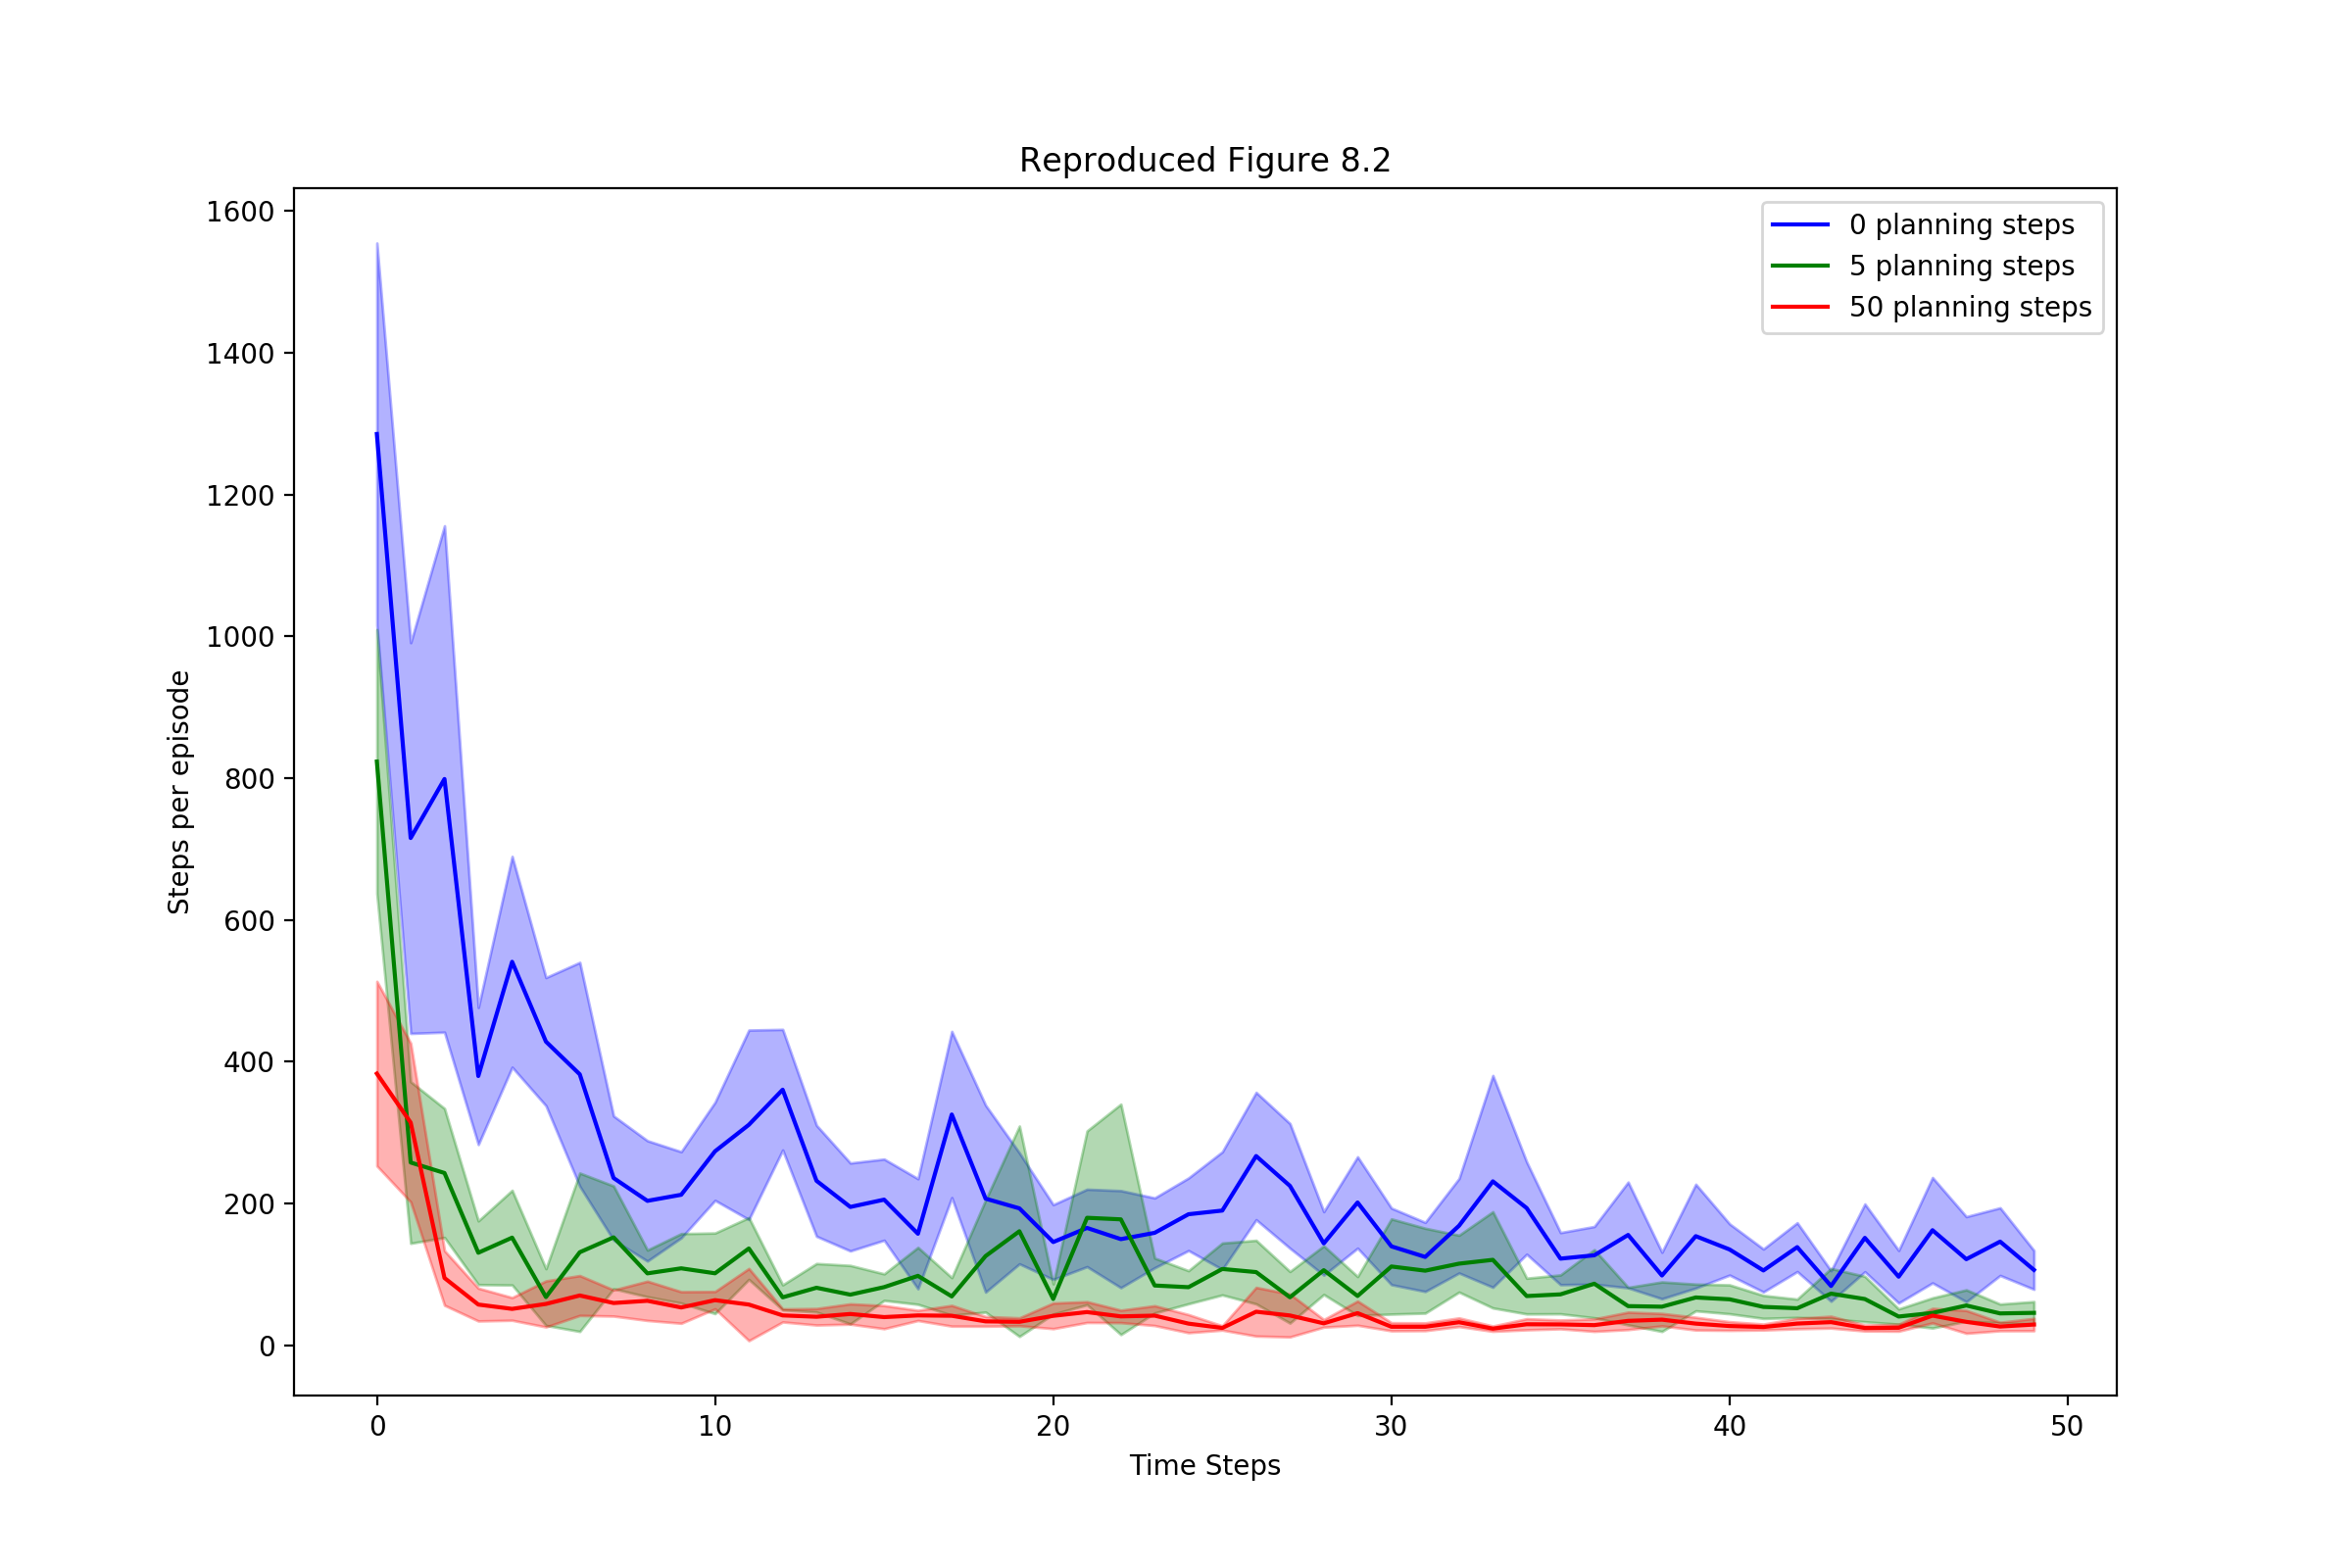 Reproduced Figure 8.2
1600
1400
1200
1000
800
600
400
200
0
Steps per episode
0 planning steps
5 planning steps
50 planning steps
0 10 20 30 40 50
Time Steps